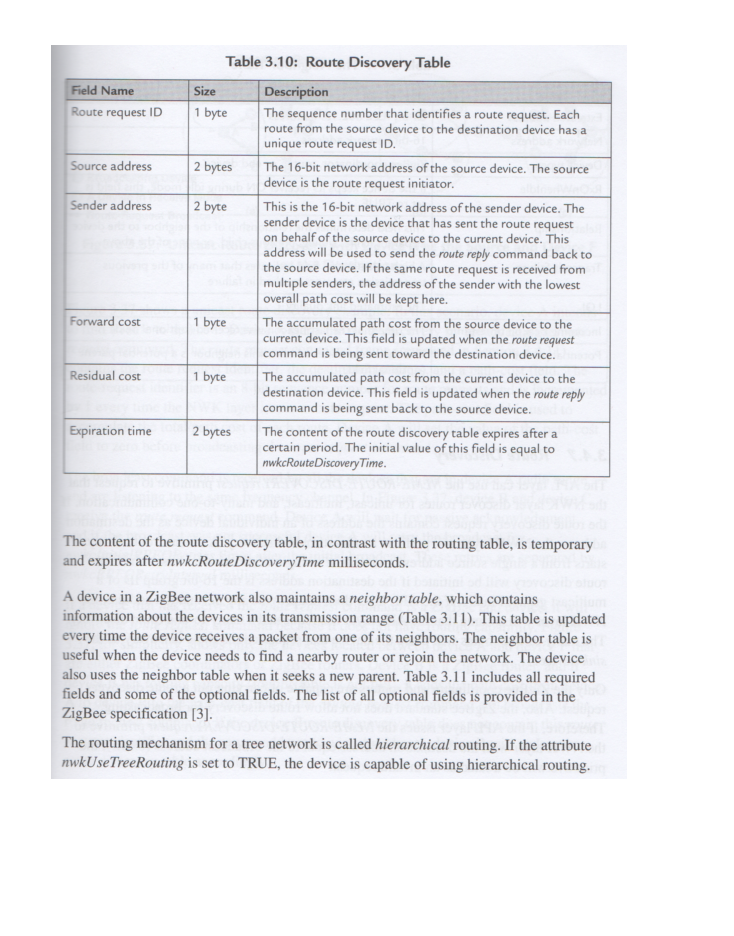 Table 3.10: Route Discovery Table
Field Name Size Description
Route request ID 1 byte The sequence number that identifies a route request. Each
route from the source device to the destination device has a
unique route request ID.
Source address 2 bytes The 16-bit network address of the source device. The source
device is the route request initiator.
Sender address 2 byte This is the 16-bit network address of the sender device. The
sender device is the device that has sent the route request
on behalf of the source device to the current device. This
address will be used to send the route reply command back to
the source device. If the same route request is received from
multiple senders, the address of the sender with the lowest
overall path cost will be kept here.
Forward cost 1 byte The accumulated path cost from the source device to the
current device. This field is updated when the route request
command is being sent toward the destination device.
Residual cost 1 byte The accumulated path cost from the current device to the
destination device. This field is updated when the route reply
command is being sent back to the source device.
Expiration time 2 bytes The content of the route discovery table expires after a
certain period. The initial value of this field is equal to
nwkcRouteDiscoveryTime.
The content of the route discovery table, in contrast with the routing table, is temporary
and expires after nwkcRouteDiscoveryTime milliseconds.
A device in a ZigBee network also maintains a neighbor table, which contains
information about the devices in its transmission range (Table 3.11). This table is updated
every time the device receives a packet from one of its neighbors. The neighbor table is
useful when the device needs to find a nearby router or rejoin the network. The device
also uses the neighbor table when it seeks a new parent. Table 3.11 includes all required
fields and some of the optional fields. The list of all optional fields is provided in the
ZigBee specification [3].
The routing mechanism for a tree network is called hierarchical routing. If the attribute
nwkUseTreeRouting is set to TRUE, the device is capable of using hierarchical routing.